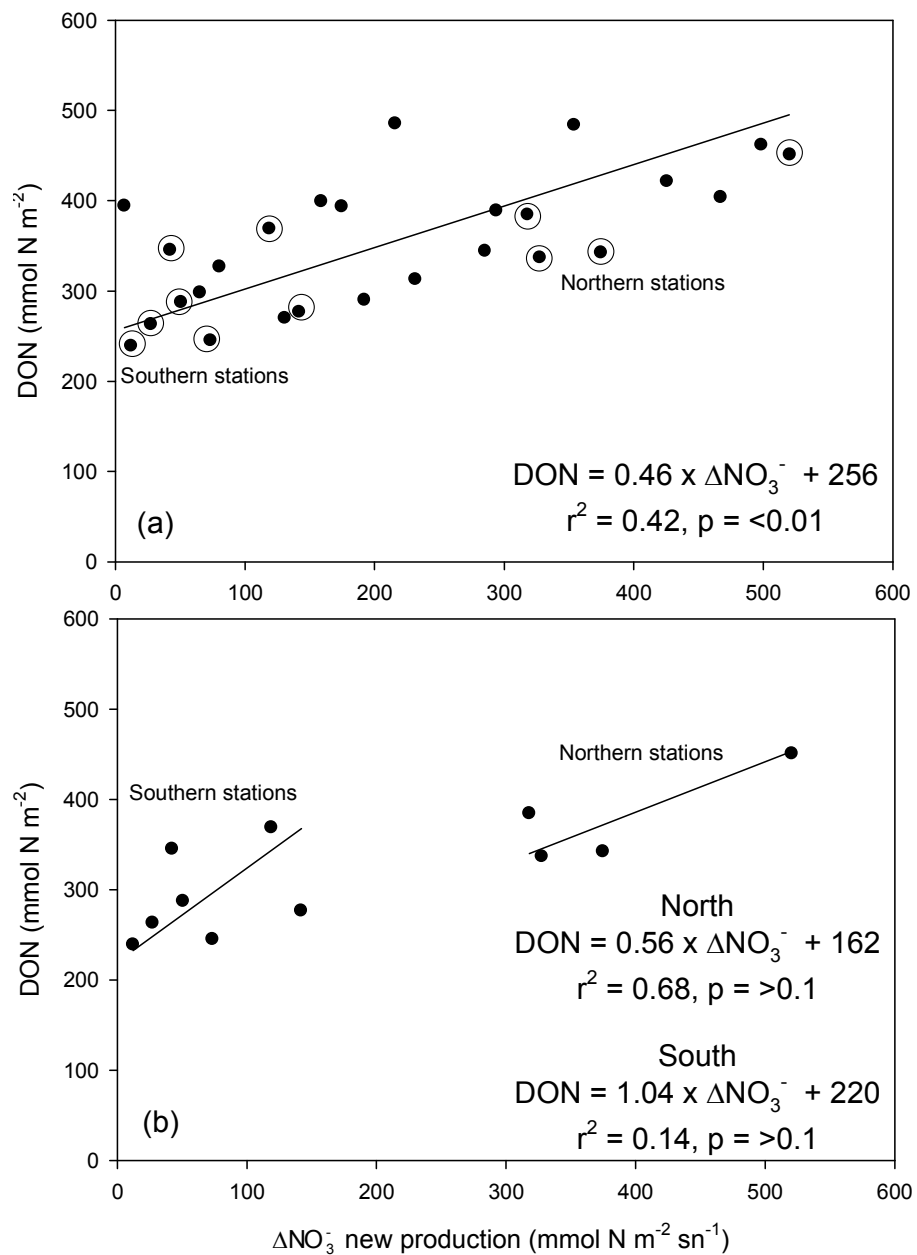 600
500
400
300
200
100
0
DON (mmol N m⁻²)
Northern stations
Southern stations
DON = 0.46 x ΔNO₃⁻ + 256
r² = 0.42, p = <0.01
(a)
0 100 200 300 400 500 600
600
500
400
300
200
100
0
DON (mmol N m⁻²)
Northern stations
Southern stations
North
DON = 0.56 x ΔNO₃⁻ + 162
r² = 0.68, p = >0.1
South
DON = 1.04 x ΔNO₃⁻ + 220
r² = 0.14, p = >0.1
(b)
0 100 200 300 400 500 600
ΔNO₃⁻ new production (mmol N m⁻² sn⁻¹)